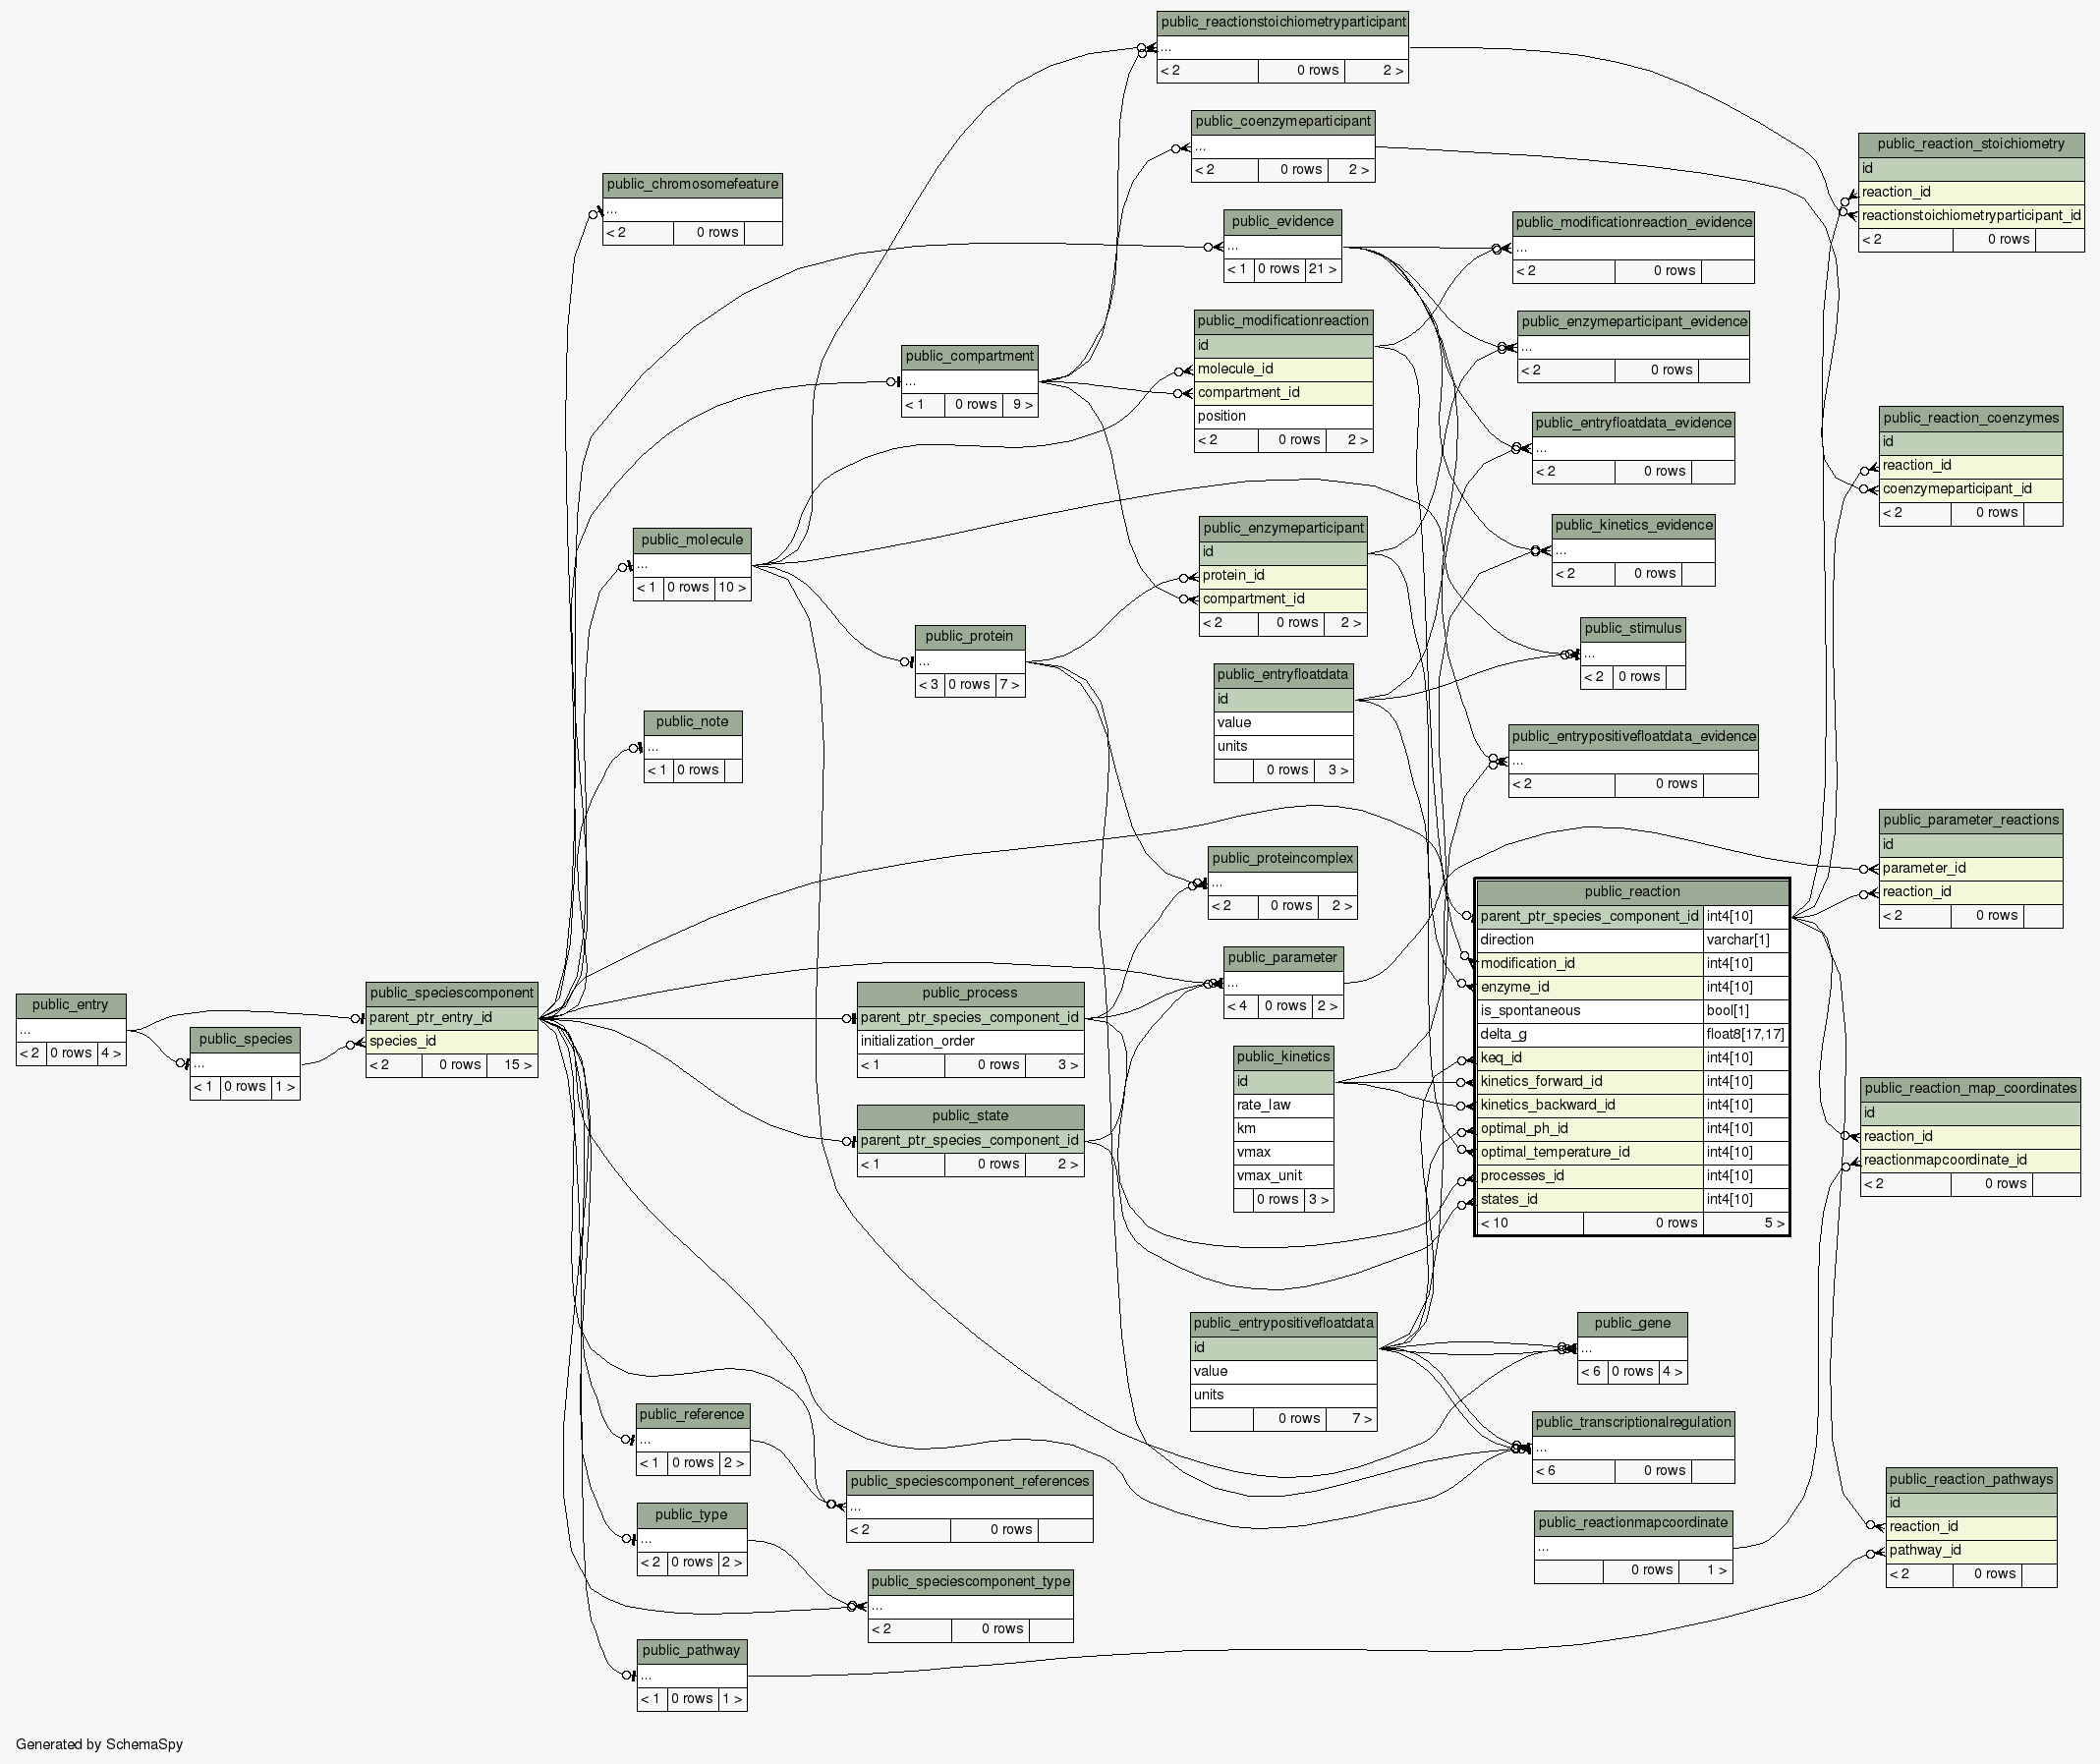 public_reactionstoichiometryparticipant
...
< 2 0 rows 2 >
public_coenzymeparticipant
...
< 2 0 rows 2 >
public_reaction_stoichiometry
id
reaction_id
reactionstoichiometryparticipant_id
< 2 0 rows
public_chromosomefeature
...
< 2 0 rows
public_evidence
...
< 1 0 rows 21 >
public_modificationreaction_evidence
...
< 2 0 rows
public_modificationreaction
id
molecule_id
compartment_id
position
< 2 0 rows 2 >
public_enzymeparticipant_evidence
...
< 2 0 rows
public_compartment
...
< 1 0 rows 9 >
public_entryfloatdata_evidence
...
< 2 0 rows
public_reaction_coenzymes
id
reaction_id
coenzymeparticipant_id
< 2 0 rows
public_molecule
...
< 1 0 rows 10 >
public_enzymeparticipant
id
protein_id
compartment_id
< 2 0 rows 2 >
public_kinetics_evidence
...
< 2 0 rows
public_protein
...
< 3 0 rows 7 >
public_stimulus
...
< 2 0 rows
public_entryfloatdata
id
value
units
0 rows 3 >
public_note
...
< 1 0 rows
public_entrypositivefloatdata_evidence
...
< 2 0 rows
public_parameter_reactions
id
parameter_id
reaction_id
< 2 0 rows
public_proteincomplex
...
< 2 0 rows 2 >
public_reaction
parent_ptr_species_component_id int4[10]
direction varchar[1]
modification_id int4[10]
enzyme_id int4[10]
is_spontaneous bool[1]
delta_g float8[17,17]
keq_id int4[10]
kinetics_forward_id int4[10]
kinetics_backward_id int4[10]
optimal_ph_id int4[10]
optimal_temperature_id int4[10]
processes_id int4[10]
states_id int4[10]
< 10 0 rows 5 >
public_parameter
...
< 4 0 rows 2 >
public_entry
...
< 2 0 rows 4 >
public_species
...
< 1 0 rows 1 >
public_speciescomponent
parent_ptr_entry_id
species_id
< 2 0 rows 15 >
public_process
parent_ptr_species_component_id
initialization_order
< 1 0 rows 3 >
public_kinetics
id
rate_law
km
vmax
vmax_unit
0 rows 3 >
public_state
parent_ptr_species_component_id
< 1 0 rows 2 >
public_reaction_map_coordinates
id
reaction_id
reactionmapcoordinate_id
< 2 0 rows
public_entrypositivefloatdata
id
value
units
0 rows 7 >
public_gene
...
< 6 0 rows 4 >
public_reference
...
< 1 0 rows 2 >
public_transcriptionalregulation
...
< 6 0 rows
public_speciescomponent_references
...
< 2 0 rows
public_reaction_pathways
id
reaction_id
pathway_id
< 2 0 rows
public_type
...
< 2 0 rows 2 >
public_reactionmapcoordinate
...
0 rows 1 >
public_speciescomponent_type
...
< 2 0 rows
public_pathway
...
< 1 0 rows 1 >
Generated by SchemaSpy